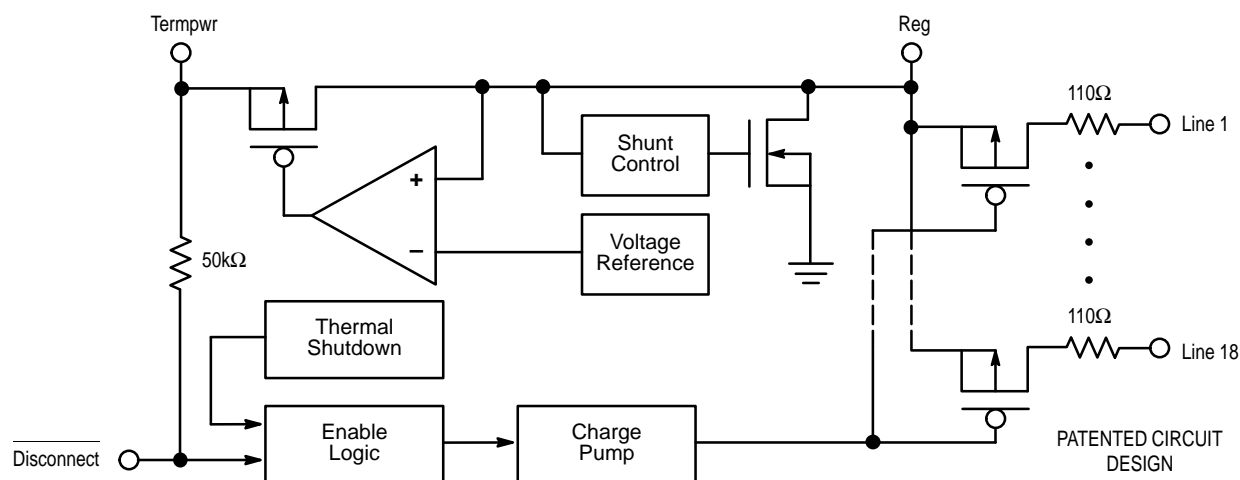 Termpwr
Reg
110Ω
Line 1
Shunt
Control
+
−
Voltage
Reference
50kΩ
Thermal
Shutdown
110Ω
Line 18
Disconnect
Enable
Logic
Charge
Pump
PATENTED CIRCUIT
DESIGN